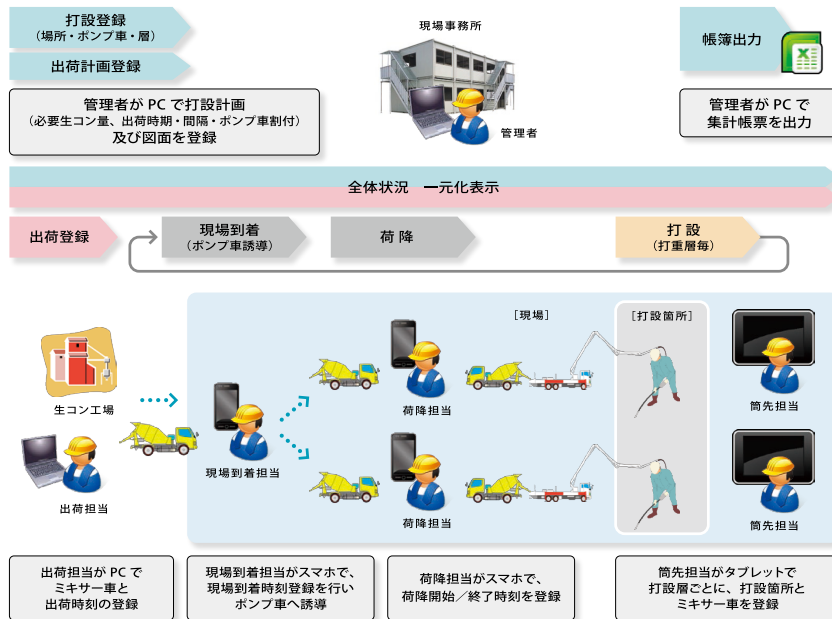 打設登録
(場所・ポンプ車・層)
出荷計画登録
管理者が PC で打設計画
(必要生コン量、出荷時期・間隔・ポンプ車割付)
及び図面を登録
現場事務所
管理者
帳簿出力
管理者が PC で
集計帳票を出力
全体状況 一元化表示
出荷登録
現場到着
(ポンプ車誘導)
荷降
打設
(打重層毎)
[現場]
[打設箇所]
生コン工場
出荷担当
現場到着担当
荷降担当
荷降担当
筒先担当
筒先担当
出荷担当が PC で
ミキサー車と
出荷時刻の登録
現場到着担当がスマホで、
現場到着時刻登録を行い
ポンプ車へ誘導
荷降担当がスマホで、
荷降開始／終了時刻を登録
筒先担当がタブレットで
打設層ごとに、打設箇所と
ミキサー車を登録